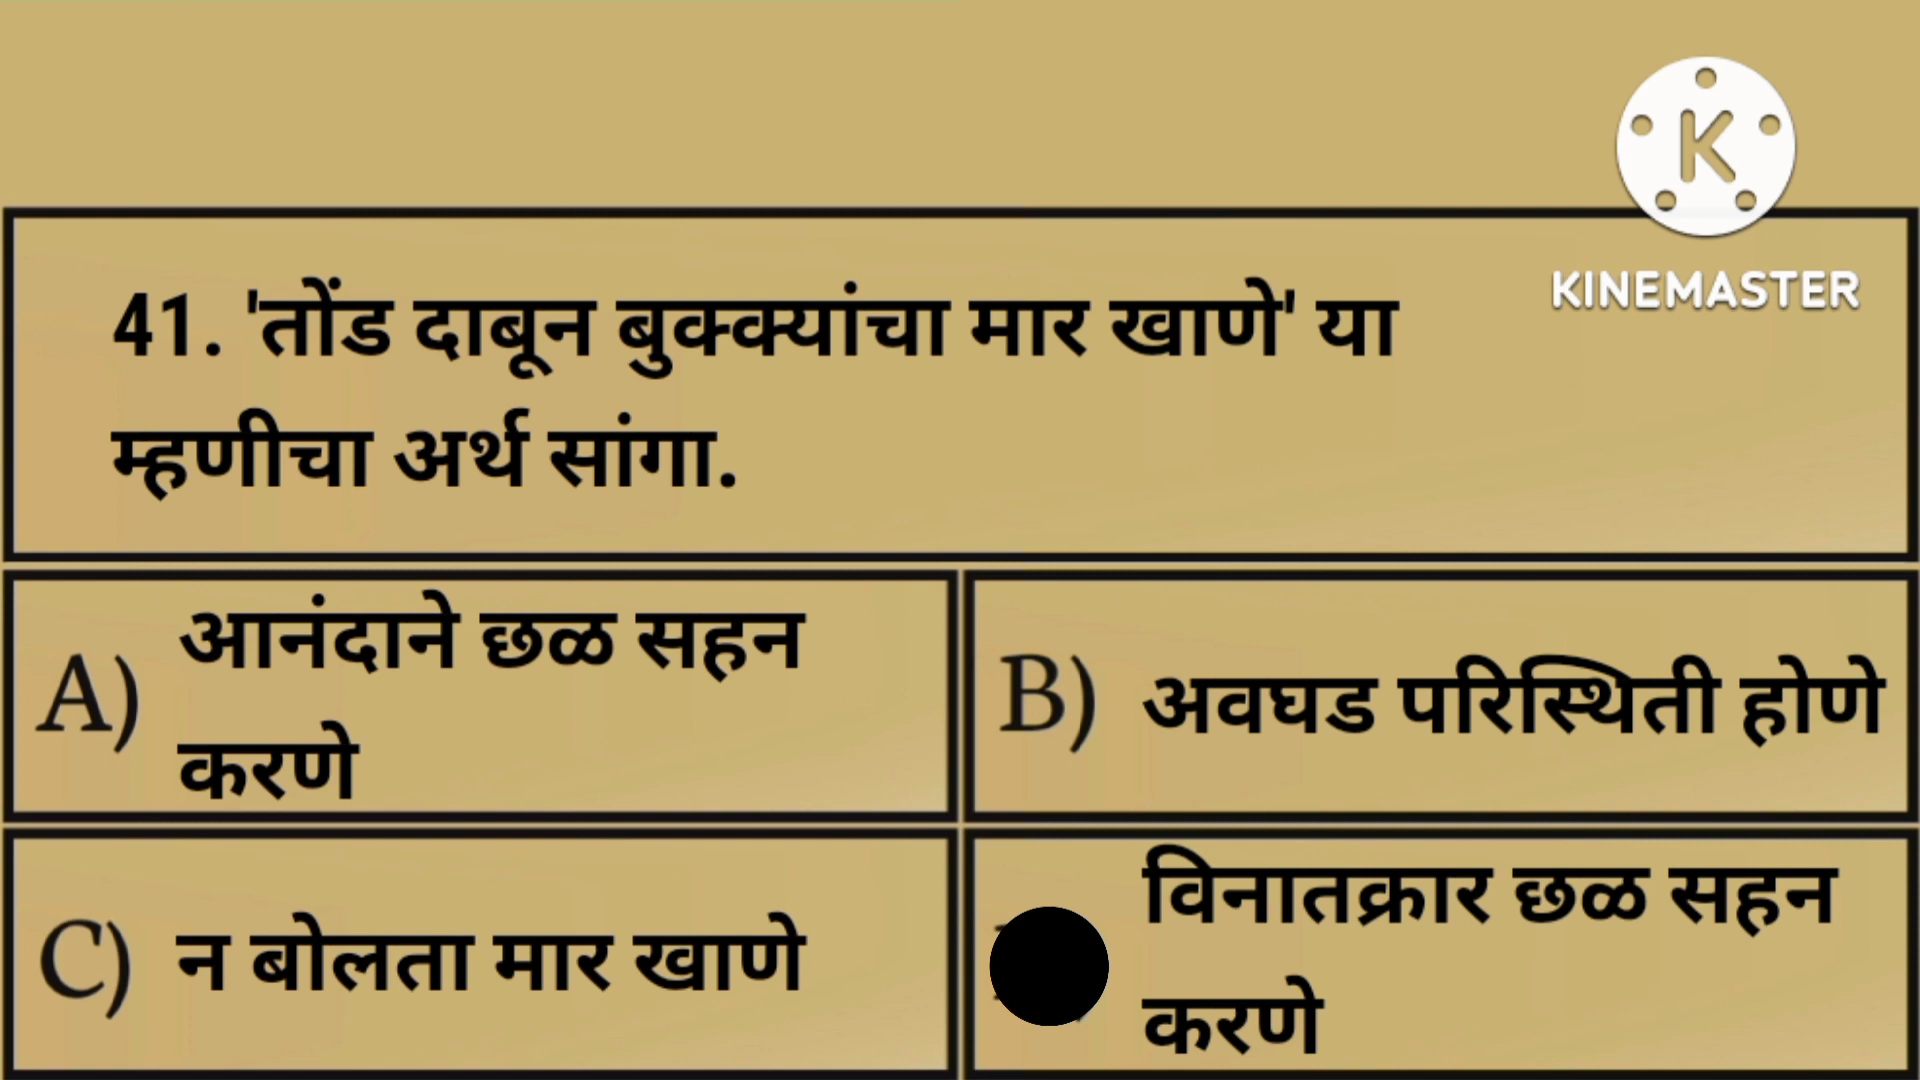 K
KINEMASTER
41. 'तोंड दाबून बुक्क्यांचा मार खाणे' या
म्हणीचा अर्थ सांगा.
A) आनंदाने छळ सहन
करणे
B) अवघड परिस्थिती होणे
C) न बोलता मार खाणे
विनातक्रार छळ सहन
करणे